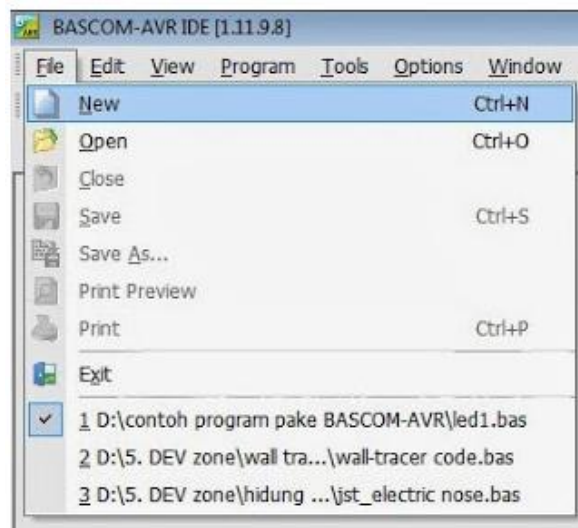 BASCOM-AVR IDE [1.11.9.8]
File Edit View Program Tools Options Window
New Ctrl+N
Open Ctrl+O
Close
Save Ctrl+S
Save As...
Print Preview
Print Ctrl+P
Exit
1 D:\contoh program pake BASCOM-AVR\led1.bas
2 D:\5. DEV zone\wall tra...\wall-tracer code.bas
3 D:\5. DEV zone\hidung ...\jst_electric nose.bas